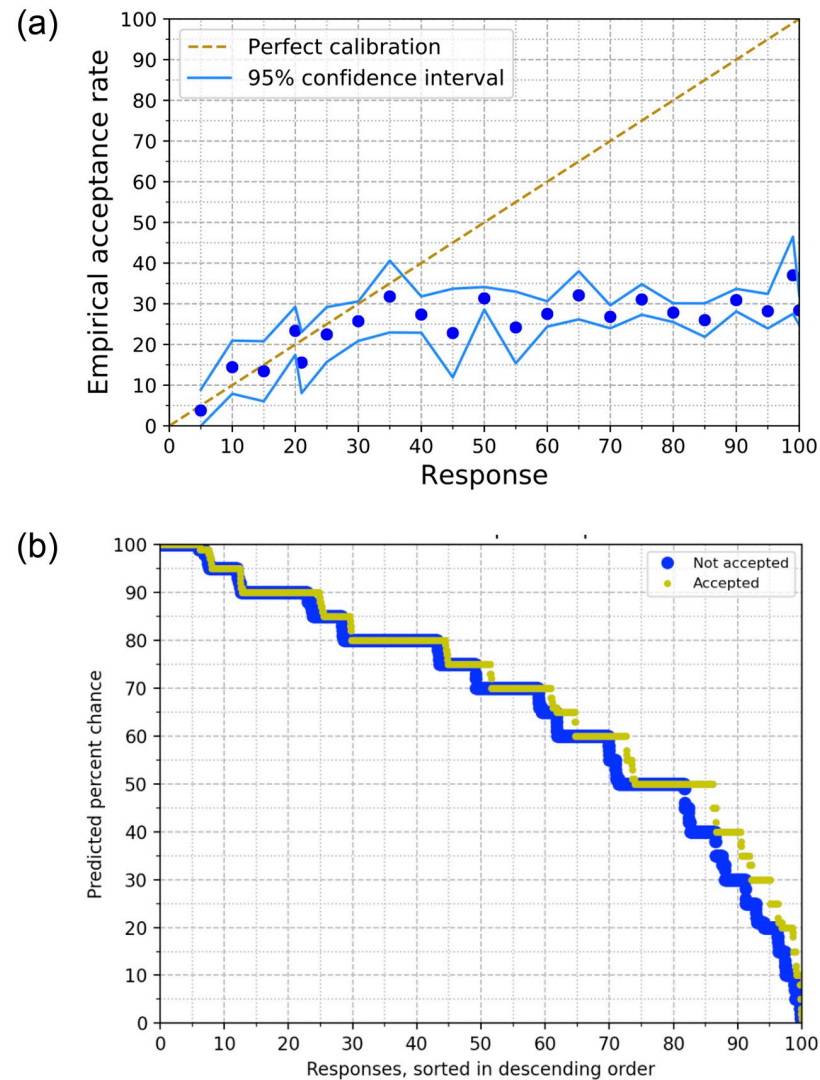 (a)
100
90
80
70
60
50
40
30
20
10
0
Empirical acceptance rate
Perfect calibration
95% confidence interval
0 10 20 30 40 50 60 70 80 90 100
Response
(b)
100
90
80
70
60
50
40
30
20
10
0
Predicted percent chance
Not accepted
Accepted
0 10 20 30 40 50 60 70 80 90 100
Responses, sorted in descending order